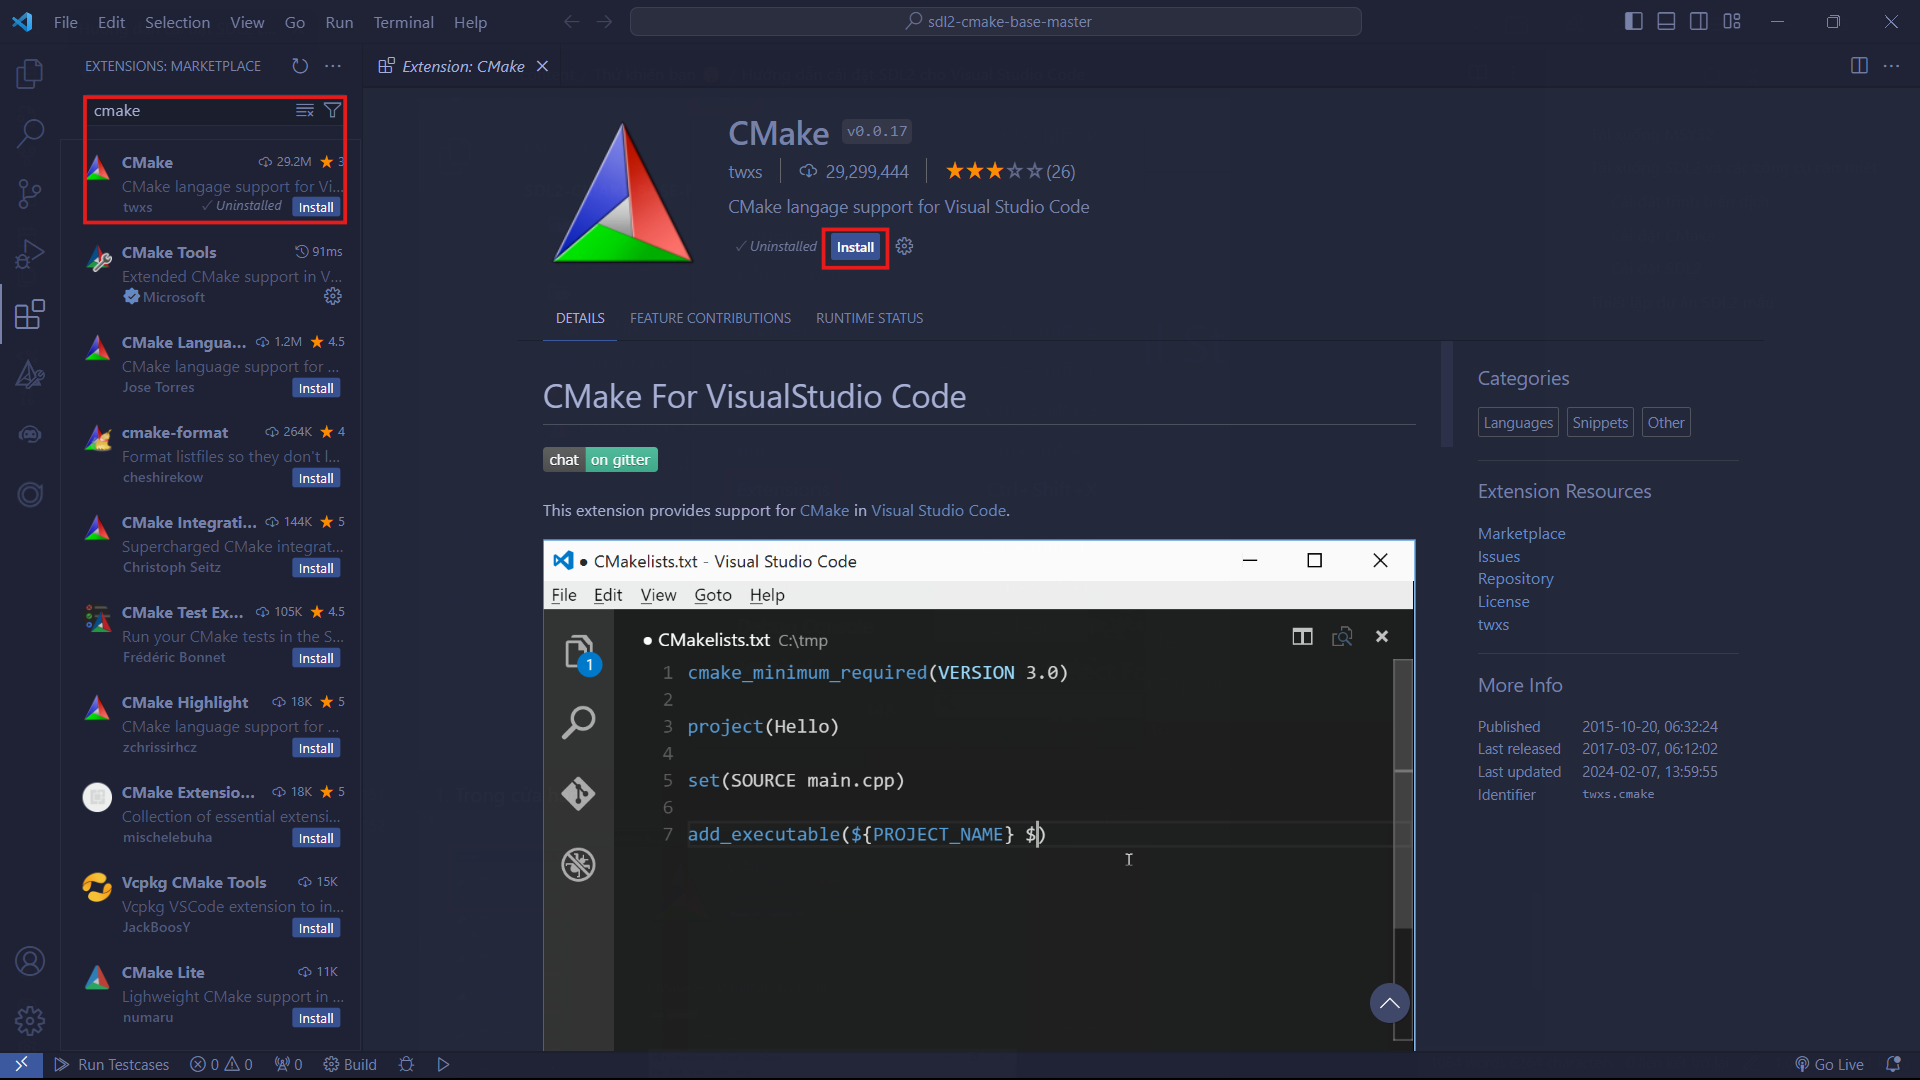 File Edit Selection View Go Run Terminal Help
sdl2-cmake-base-master
EXTENSIONS: MARKETPLACE
Extension: CMake
cmake
CMake 29.2M 3
CMake langage support for Vi...
twxs Uninstalled Install
CMake Tools 91ms
Extended CMake support in V...
Microsoft
CMake Langua... 1.2M 4.5
CMake language support for ...
Jose Torres Install
cmake-format 264K 4
Format listfiles so they don't l...
cheshirekow Install
CMake Integrati... 144K 5
Supercharged CMake integrat...
Christoph Seitz Install
CMake Test Ex... 105K 4.5
Run your CMake tests in the S...
Frédéric Bonnet Install
CMake Highlight 18K 5
CMake language support for ...
zchrissirhcz Install
CMake Extensio... 18K 5
Collection of essential extensi...
mischelebuha Install
Vcpkg CMake Tools 15K
Vcpkg VSCode extension to in...
JackBoosY Install
CMake Lite 11K
Lighweight CMake support in ...
numaru Install
CMake v0.0.17
twxs 29,299,444 (26)
CMake langage support for Visual Studio Code
Uninstalled Install
DETAILS FEATURE CONTRIBUTIONS RUNTIME STATUS
CMake For VisualStudio Code
chat on gitter
This extension provides support for CMake in Visual Studio Code.
● CMakelists.txt - Visual Studio Code
File Edit View Goto Help
1
● CMakelists.txt C:\tmp
1 cmake_minimum_required(VERSION 3.0)
2
3 project(Hello)
4
5 set(SOURCE main.cpp)
6
7 add_executable(${PROJECT_NAME} $)
Categories
Languages Snippets Other
Extension Resources
Marketplace
Issues
Repository
License
twxs
More Info
Published 2015-10-20, 06:32:24
Last released 2017-03-07, 06:12:02
Last updated 2024-02-07, 13:59:55
Identifier twxs.cmake
Run Testcases 0 0 0 Build Go Live